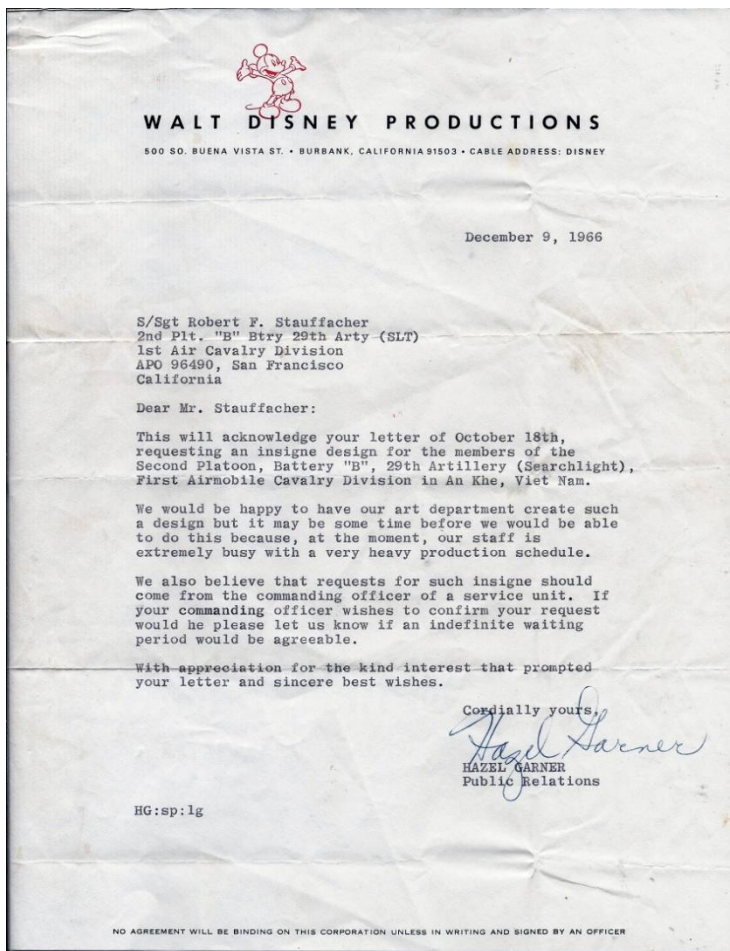 WALT DISNEY PRODUCTIONS
500 SO. BUENA VISTA ST. • BURBANK, CALIFORNIA 91503 • CABLE ADDRESS: DISNEY
December 9, 1966
S/Sgt Robert F. Stauffacher
2nd Plt. "B" Btry 29th Arty (SLT)
1st Air Cavalry Division
APO 96490, San Francisco
California
Dear Mr. Stauffacher:
This will acknowledge your letter of October 18th,
requesting an insigne design for the members of the
Second Platoon, Battery "B", 29th Artillery (Searchlight),
First Airmobile Cavalry Division in An Khe, Viet Nam.
We would be happy to have our art department create such
a design but it may be some time before we would be able
to do this because, at the moment, our staff is
extremely busy with a very heavy production schedule.
We also believe that requests for such insigne should
come from the commanding officer of a service unit. If
your commanding officer wishes to confirm your request
would he please let us know if an indefinite waiting
period would be agreeable.
With appreciation for the kind interest that prompted
your letter and sincere best wishes.
Cordially yours,
Hazel Garner
HAZEL GARNER
Public Relations
HG:sp:lg
NO AGREEMENT WILL BE BINDING ON THIS CORPORATION UNLESS IN WRITING AND SIGNED BY AN OFFICER